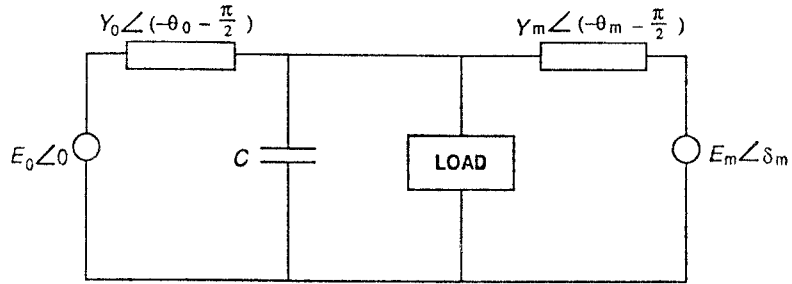 Y₀∠(-θ₀ - π/2)
Yₘ∠(-θₘ - π/2)
E₀∠0
C
LOAD
Eₘ∠δₘ